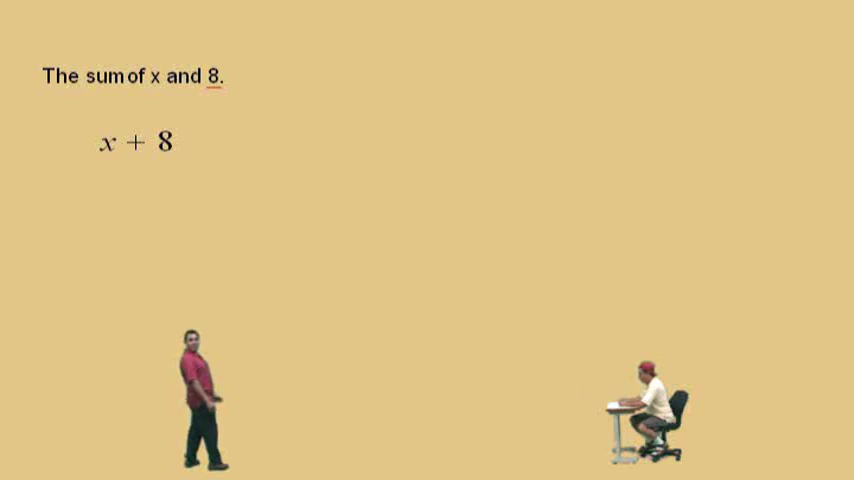 The sum of x and 8.
x + 8